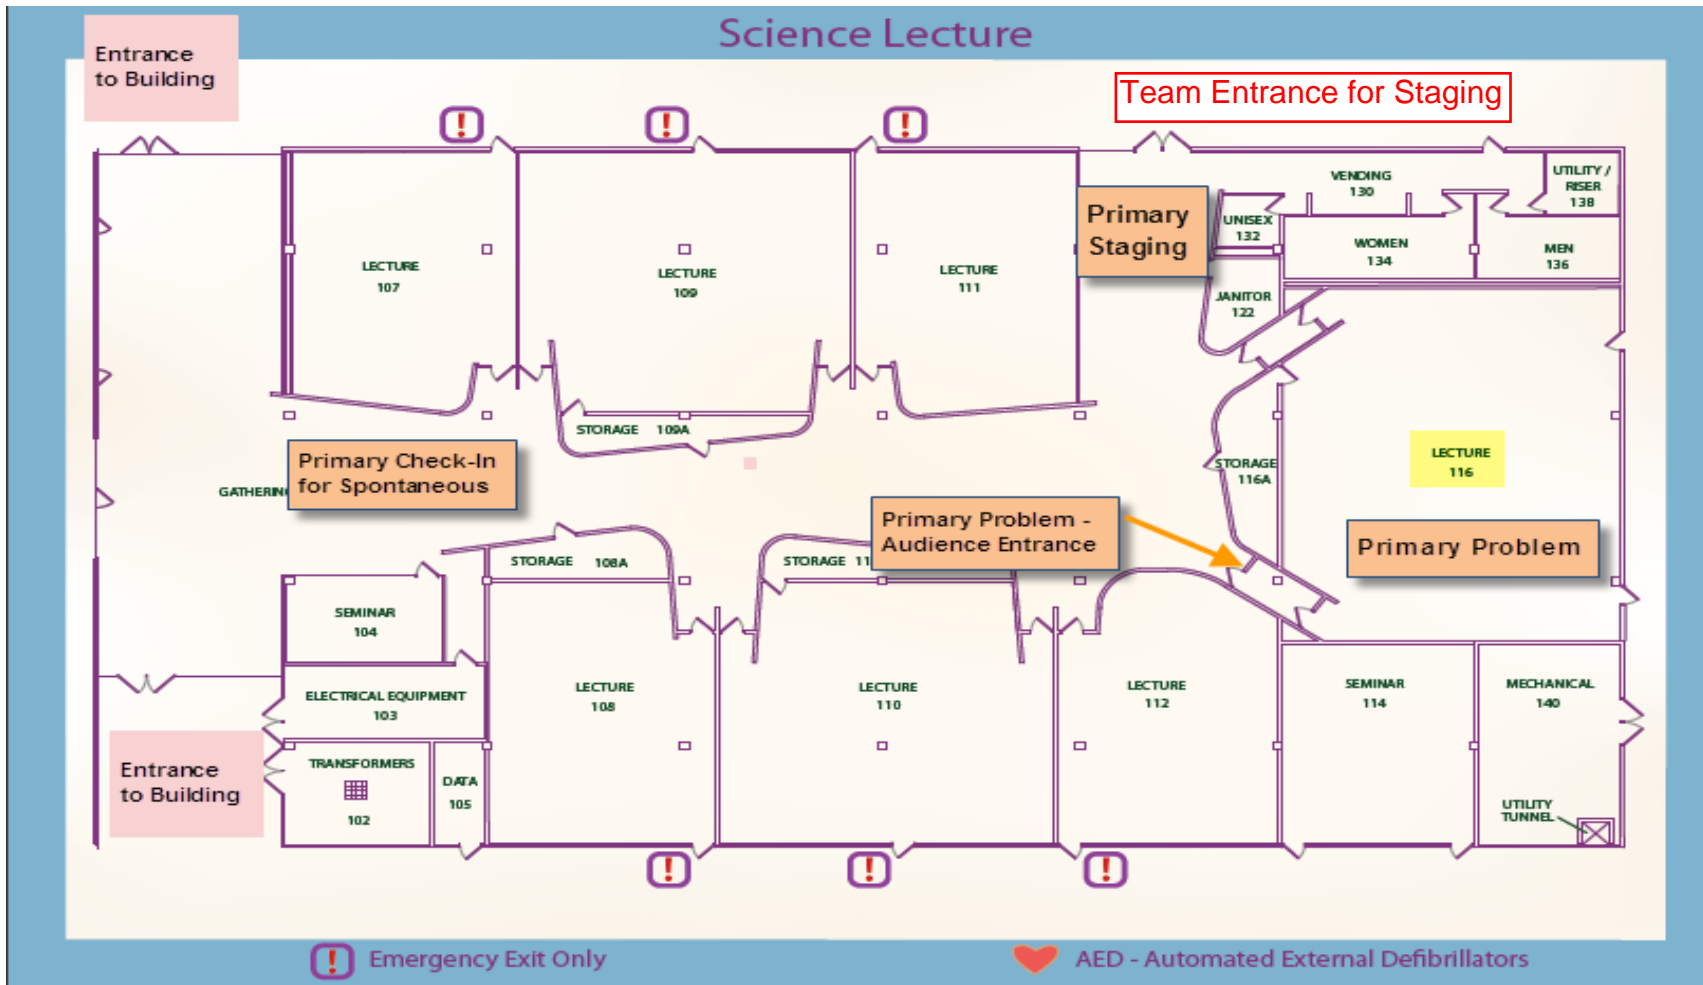 Science Lecture
Entrance
to Building
Team Entrance for Staging
!
!
!
VENDING
130
UTILITY /
RISER
138
Primary
Staging
UNISEX
132
WOMEN
134
MEN
136
LECTURE
107
LECTURE
109
LECTURE
111
JANITOR
122
STORAGE 109A
Primary Check-In
for Spontaneous
GATHERIN
STORAGE
116A
LECTURE
116
Primary Problem -
Audience Entrance
Primary Problem
STORAGE 108A
STORAGE 11
SEMINAR
104
ELECTRICAL EQUIPMENT
103
LECTURE
108
LECTURE
110
LECTURE
112
SEMINAR
114
MECHANICAL
140
Entrance
to Building
TRANSFORMERS
102
DATA
105
UTILITY
TUNNEL
!
!
!
! Emergency Exit Only
AED - Automated External Defibrillators